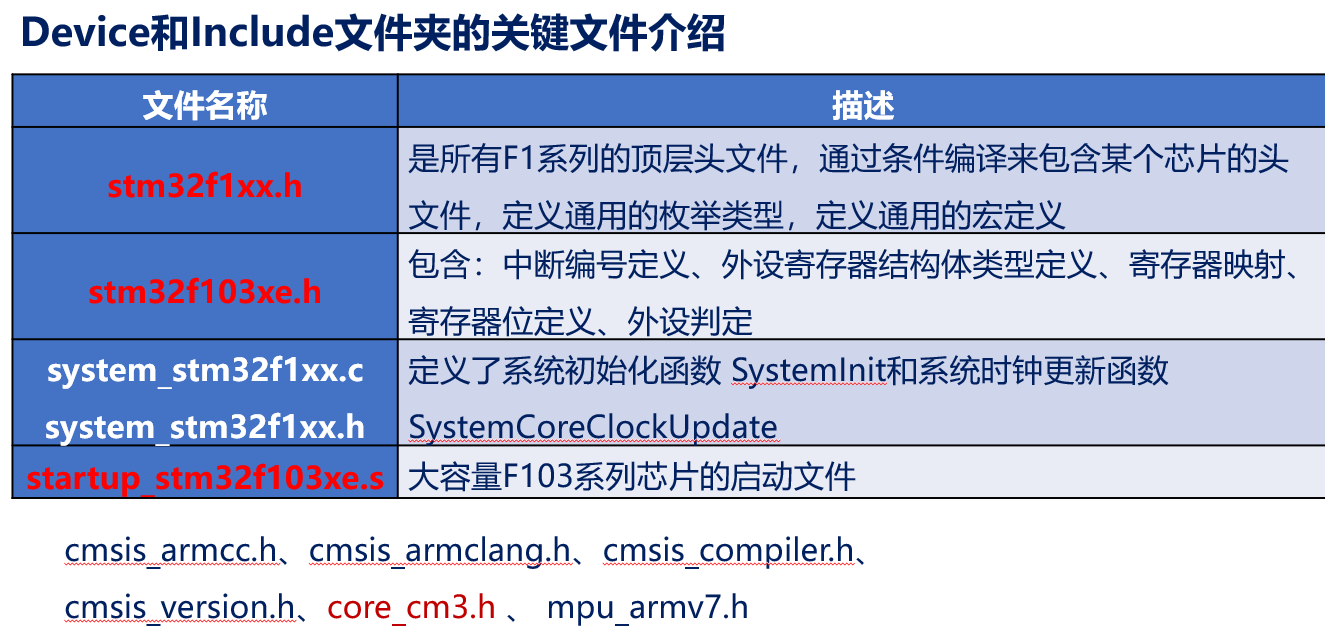 Device和Include文件夹的关键文件介绍
文件名称 描述
stm32f1xx.h
是所有F1系列的顶层头文件，通过条件编译来包含某个芯片的头
文件，定义通用的枚举类型，定义通用的宏定义
stm32f103xe.h
包含：中断编号定义、外设寄存器结构体类型定义、寄存器映射、
寄存器位定义、外设判定
system_stm32f1xx.c
system_stm32f1xx.h
定义了系统初始化函数 SystemInit和系统时钟更新函数
SystemCoreClockUpdate
startup_stm32f103xe.s 大容量F103系列芯片的启动文件
cmsis_armcc.h、cmsis_armclang.h、cmsis_compiler.h、
cmsis_version.h、core_cm3.h 、 mpu_armv7.h